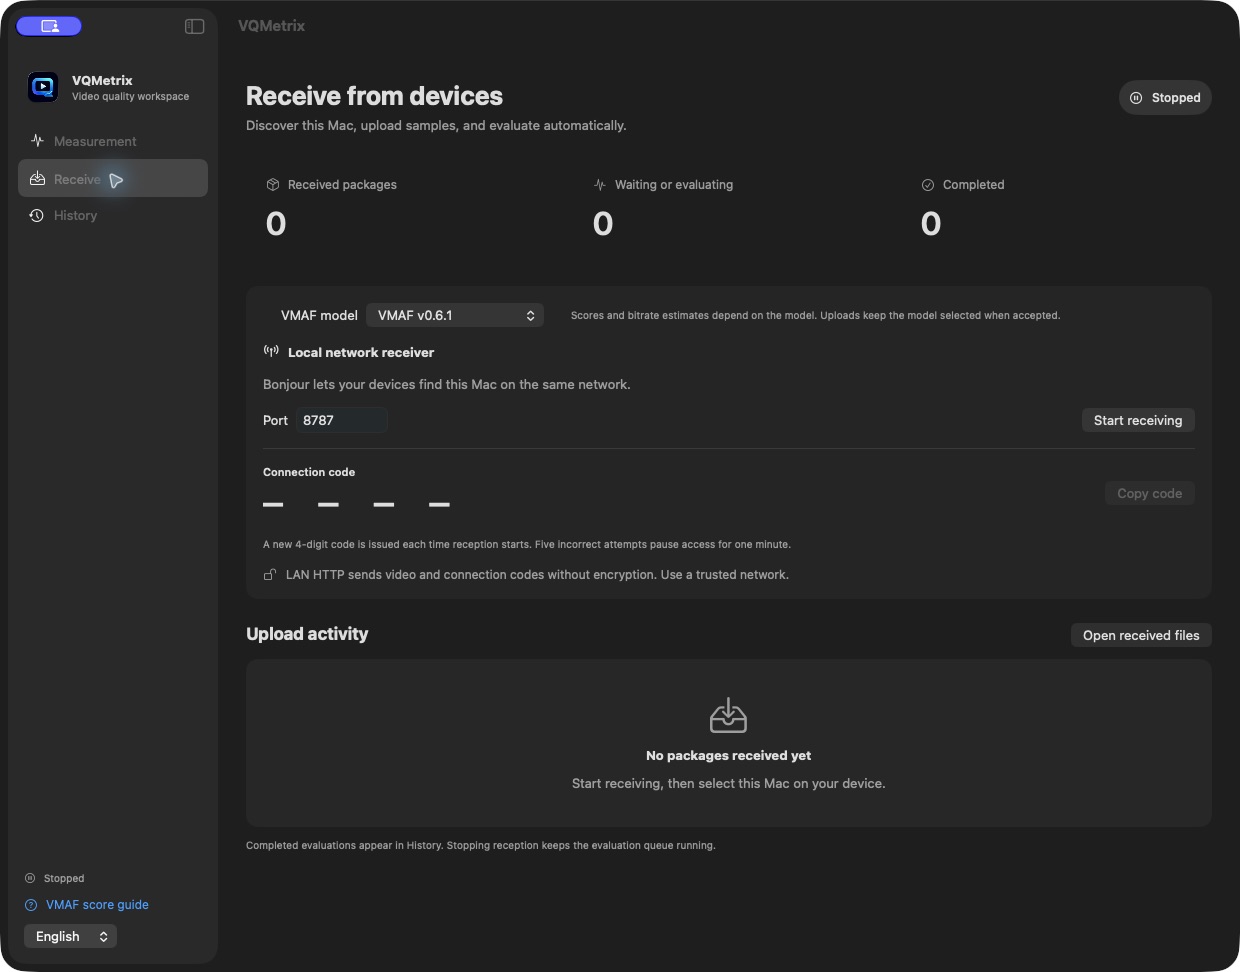 VQMetrix
VQMetrix
Video quality workspace
Measurement
Receive
History
Receive from devices
Stopped
Discover this Mac, upload samples, and evaluate automatically.
Received packages
Waiting or evaluating
Completed
0
0
0
VMAF model
VMAF v0.6.1
Scores and bitrate estimates depend on the model. Uploads keep the model selected when accepted.
Local network receiver
Bonjour lets your devices find this Mac on the same network.
Port
8787
Start receiving
Connection code
— — — —
Copy code
A new 4-digit code is issued each time reception starts. Five incorrect attempts pause access for one minute.
LAN HTTP sends video and connection codes without encryption. Use a trusted network.
Upload activity
Open received files
No packages received yet
Start receiving, then select this Mac on your device.
Completed evaluations appear in History. Stopping reception keeps the evaluation queue running.
Stopped
VMAF score guide
English